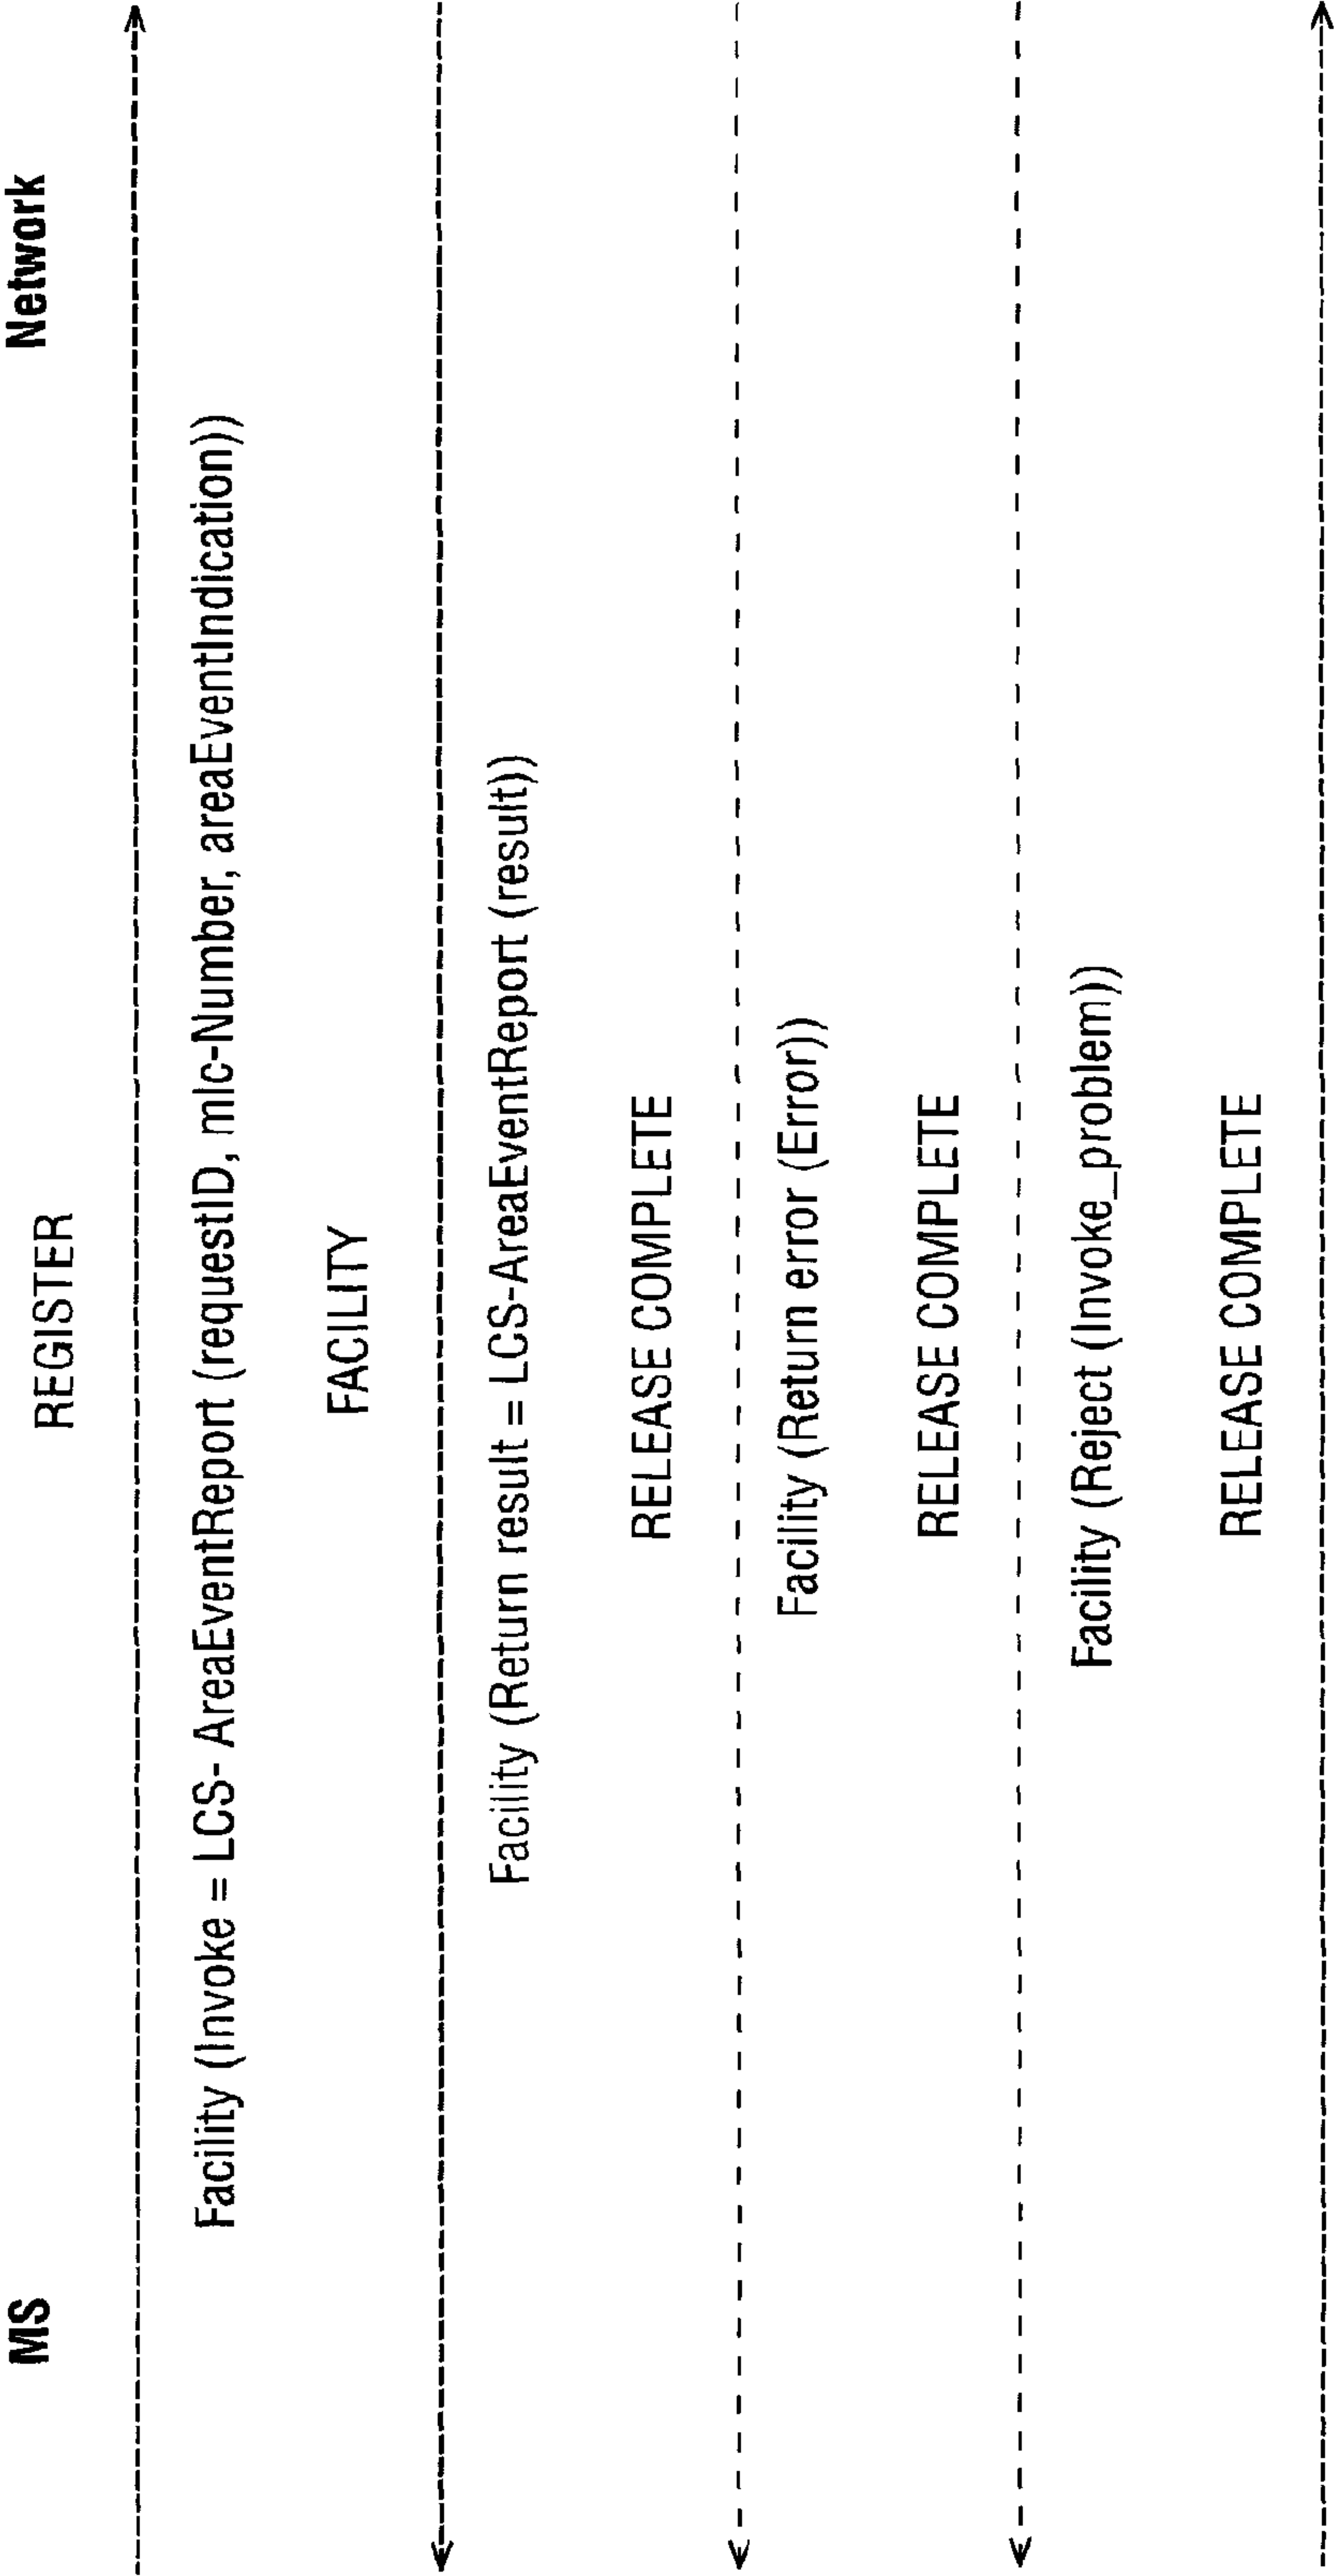 MS Network
REGISTER
Facility (Invoke = LCS- AreaEventReport (requestID, mlc-Number, areaEventIndication))
FACILITY
Facility (Return result = LCS-AreaEventReport (result))
RELEASE COMPLETE
Facility (Return error (Error))
RELEASE COMPLETE
Facility (Reject (Invoke_problem))
RELEASE COMPLETE